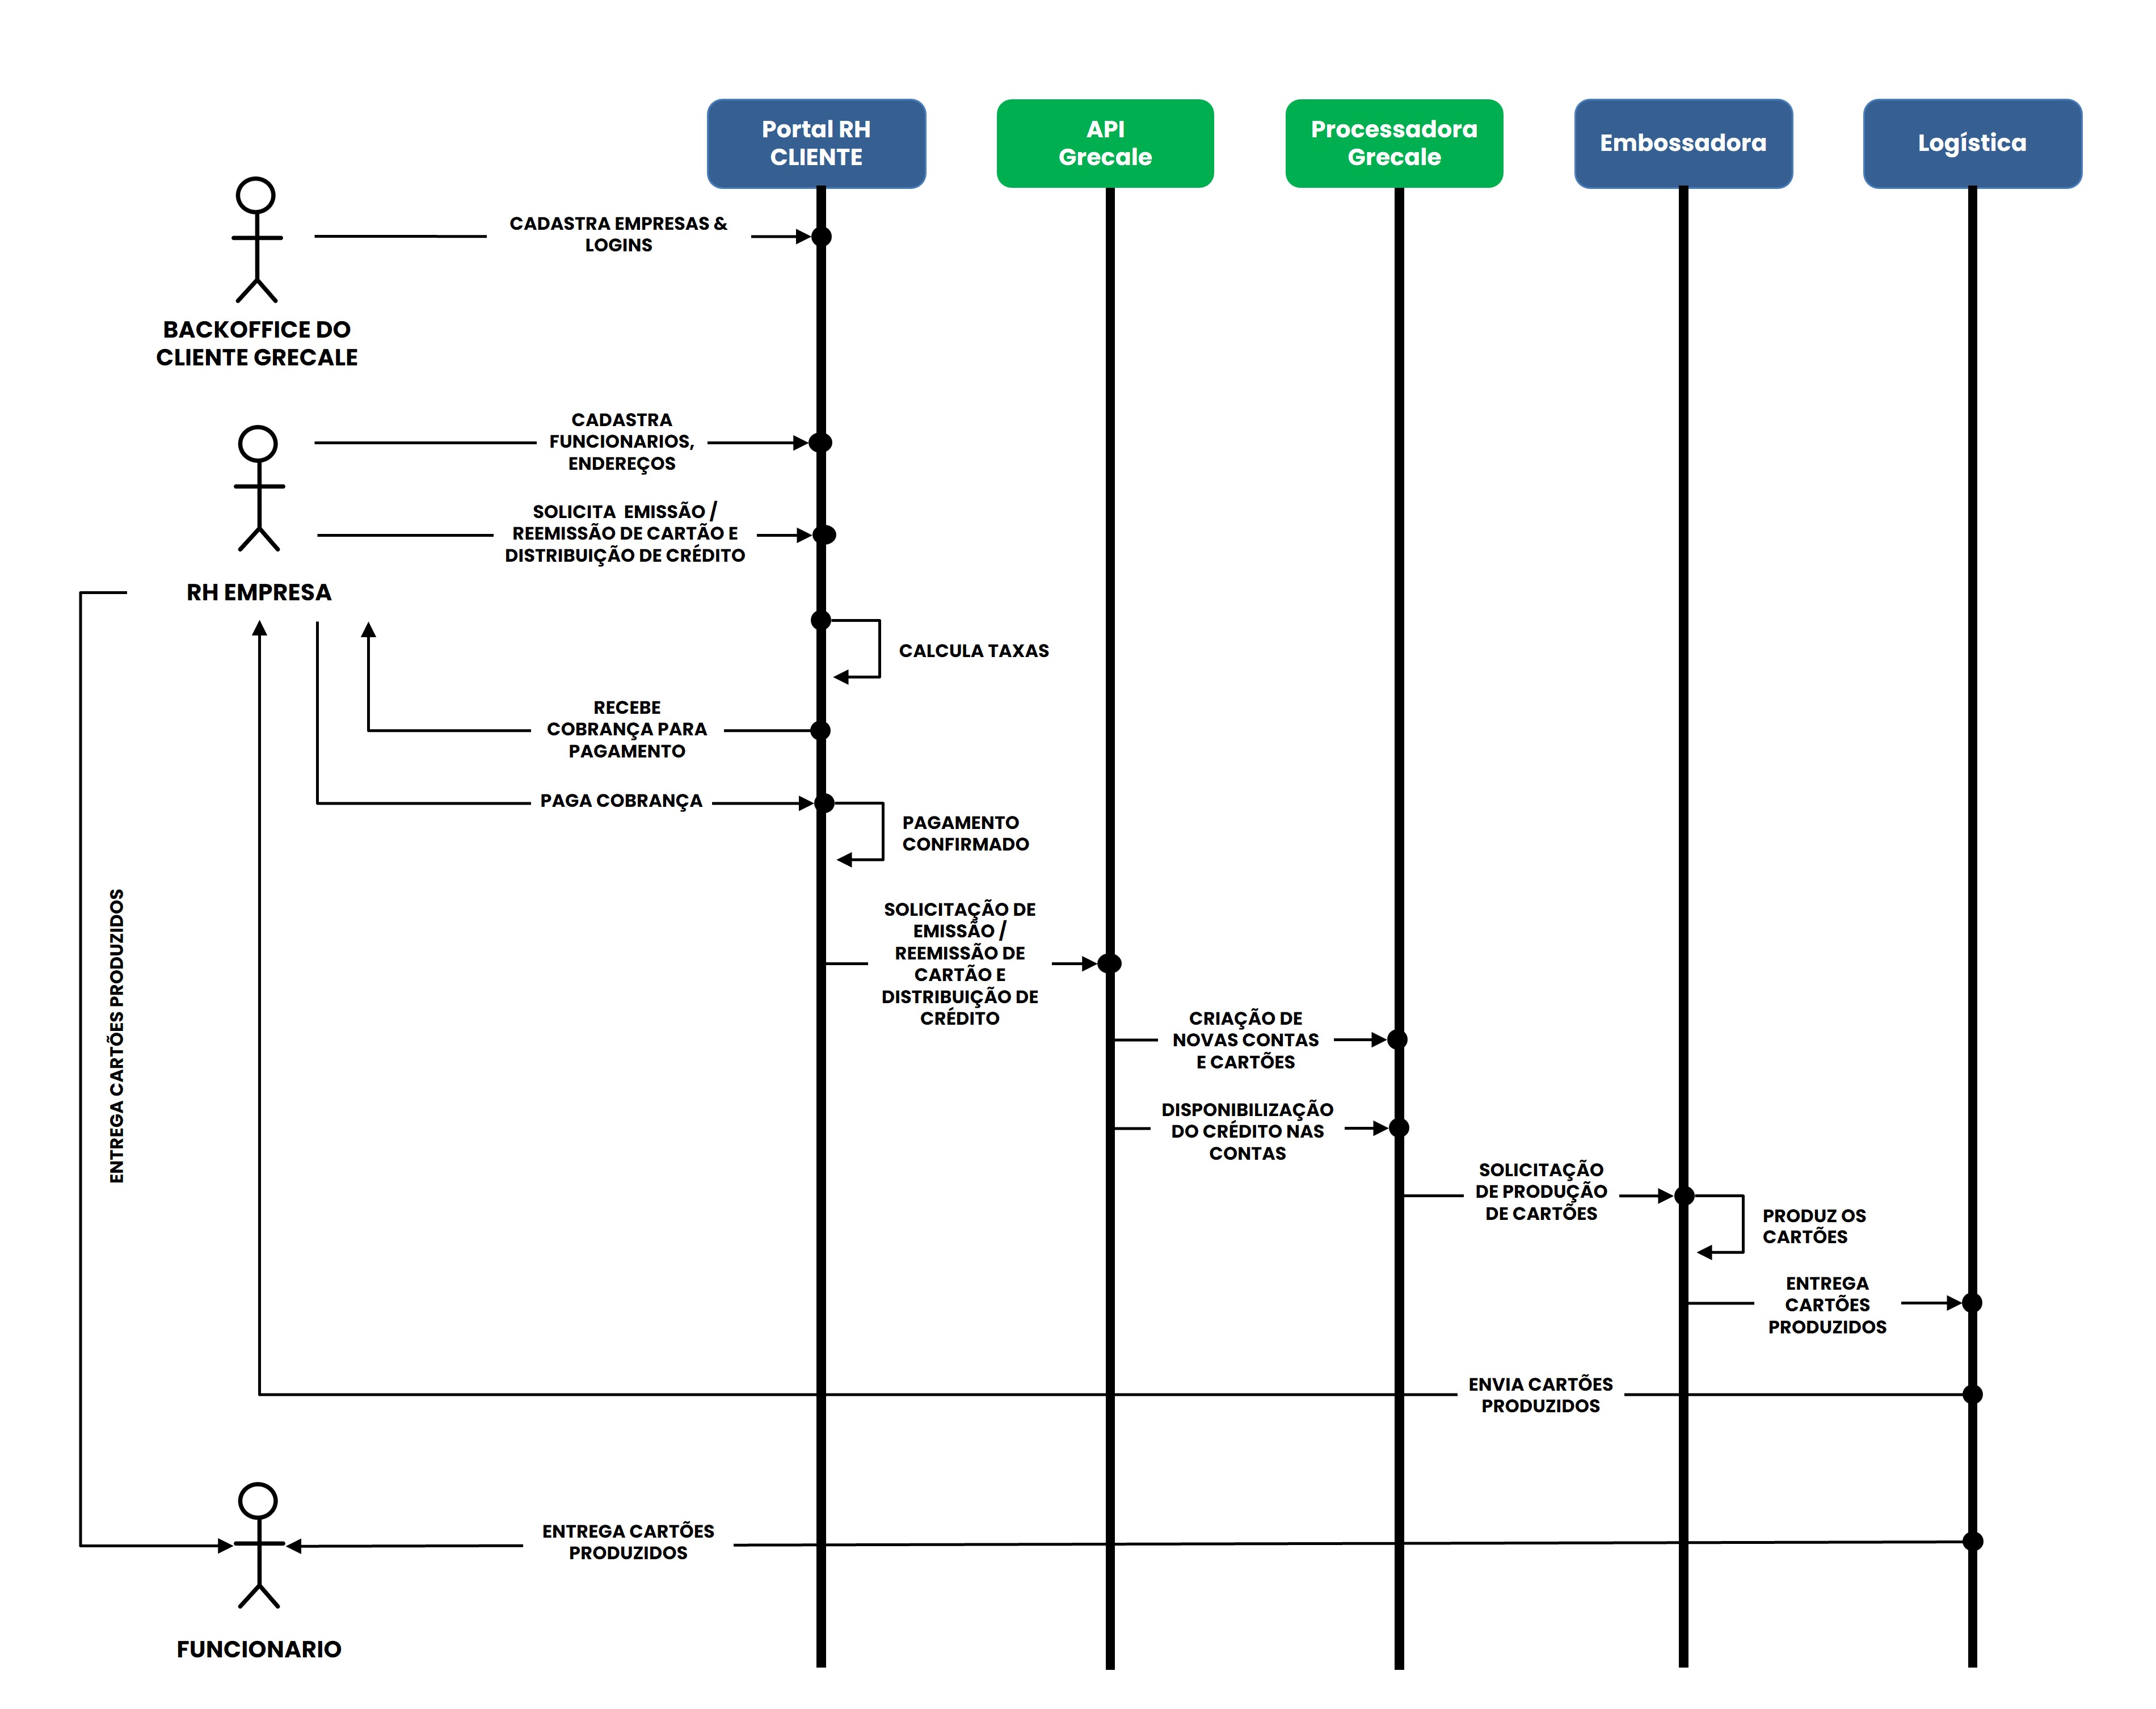 Portal RH
CLIENTE
API
Grecale
Processadora
Grecale
Embossadora
Logística
CADASTRA EMPRESAS &
LOGINS
BACKOFFICE DO
CLIENTE GRECALE
CADASTRA
FUNCIONARIOS,
ENDEREÇOS
SOLICITA EMISSÃO /
REEMISSÃO DE CARTÃO E
DISTRIBUIÇÃO DE CRÉDITO
RH EMPRESA
CALCULA TAXAS
RECEBE
COBRANÇA PARA
PAGAMENTO
PAGA COBRANÇA
PAGAMENTO
CONFIRMADO
SOLICITAÇÃO DE
EMISSÃO /
REEMISSÃO DE
CARTÃO E
DISTRIBUIÇÃO DE
CRÉDITO
ENTREGA CARTÕES PRODUZIDOS
CRIAÇÃO DE
NOVAS CONTAS
E CARTÕES
DISPONIBILIZAÇÃO
DO CRÉDITO NAS
CONTAS
SOLICITAÇÃO
DE PRODUÇÃO
DE CARTÕES
PRODUZ OS
CARTÕES
ENTREGA
CARTÕES
PRODUZIDOS
ENVIA CARTÕES
PRODUZIDOS
ENTREGA CARTÕES
PRODUZIDOS
FUNCIONARIO